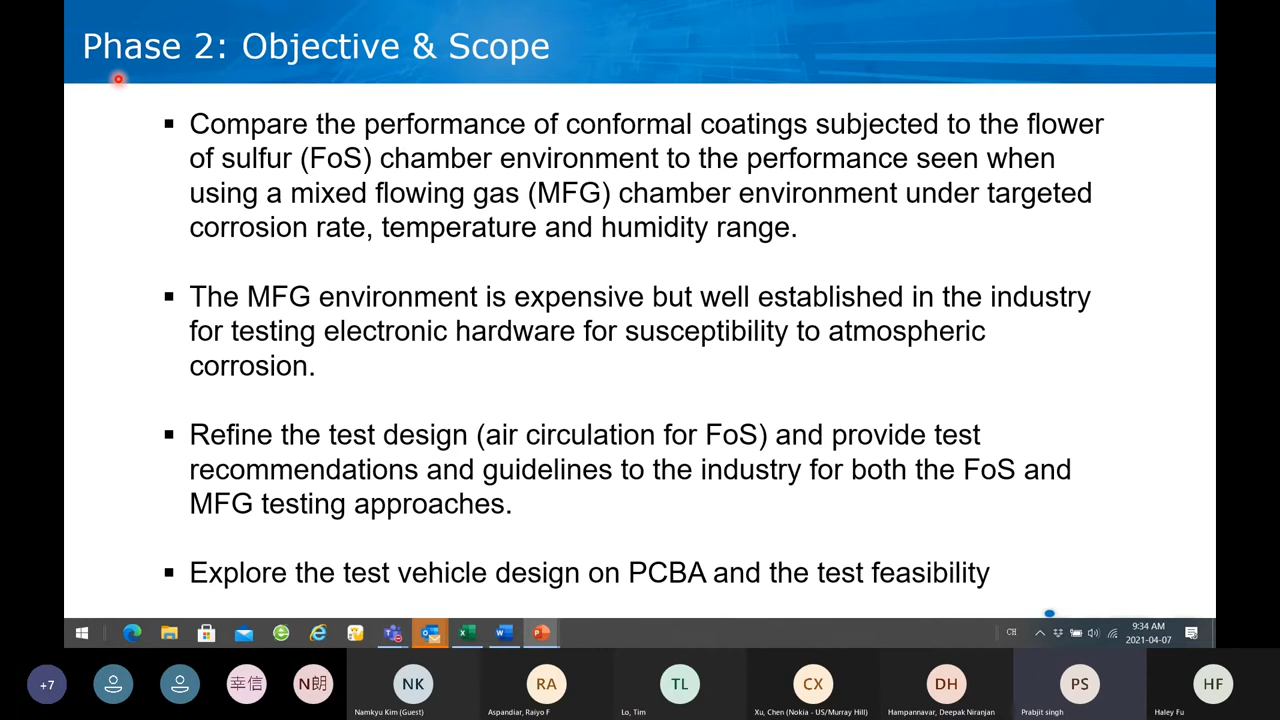 Phase 2: Objective & Scope
▪ Compare the performance of conformal coatings subjected to the flower
of sulfur (FoS) chamber environment to the performance seen when
using a mixed flowing gas (MFG) chamber environment under targeted
corrosion rate, temperature and humidity range.
▪ The MFG environment is expensive but well established in the industry
for testing electronic hardware for susceptibility to atmospheric
corrosion.
▪ Refine the test design (air circulation for FoS) and provide test
recommendations and guidelines to the industry for both the FoS and
MFG testing approaches.
▪ Explore the test vehicle design on PCBA and the test feasibility
CH
9:34 AM
2021-04-07
+7
幸信
N朗
NK
RA
TL
CX
DH
PS
HF
Namkyu Kim (Guest)
Aspandiar, Raiyo F
Lo, Tim
Xu, Chen (Nokia - US/Murray Hill)
Hampannavar, Deepak Niranjan
Prabjit singh
Haley Fu